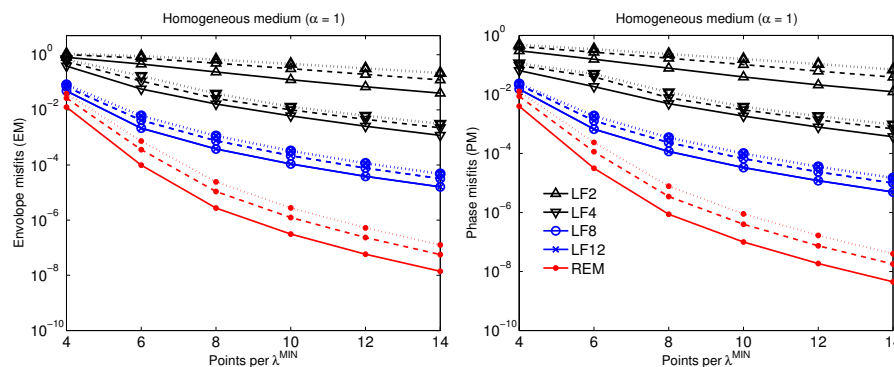 Homogeneous medium (α = 1)
Envelope misfits (EM)
10^0
10^-2
10^-4
10^-6
10^-8
10^-10
4
6
8
10
12
14
Points per λ^MIN
Homogeneous medium (α = 1)
Phase misfits (PM)
10^0
10^-2
10^-4
10^-6
10^-8
10^-10
LF2
LF4
LF8
LF12
REM
4
6
8
10
12
14
Points per λ^MIN